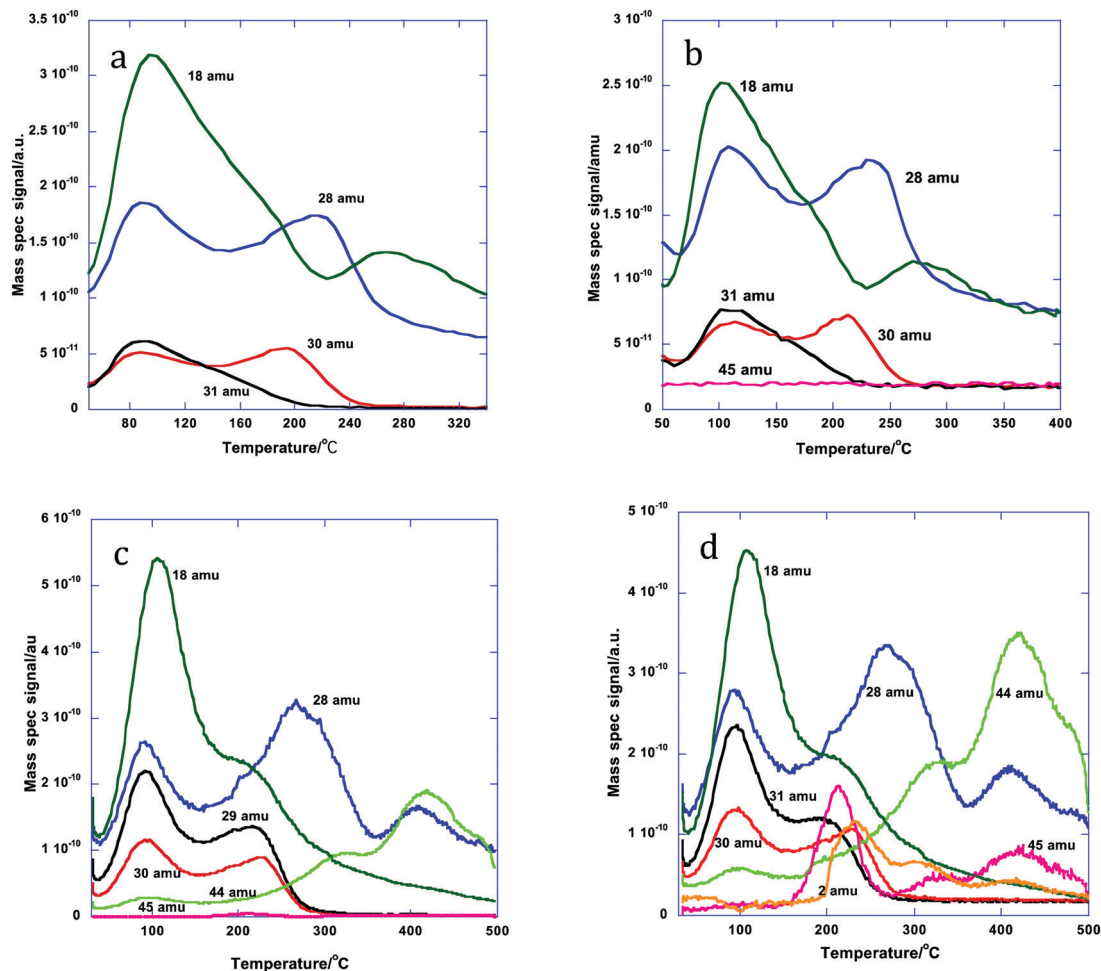 a
3.5 10-10
3 10-10
2.5 10-10
2 10-10
1.5 10-10
1 10-10
5 10-11
0
18 amu
28 amu
30 amu
31 amu
80
120
160
200
240
280
320
Mass spec signal/a.u.
Temperature/°C
b
3 10-10
2.5 10-10
2 10-10
1.5 10-10
1 10-10
5 10-11
0
18 amu
28 amu
31 amu
30 amu
45 amu
50
100
150
200
250
300
350
400
Mass spec signal/amu
Temperature/°C
c
6 10-10
5 10-10
4 10-10
3 10-10
2 10-10
1 10-10
0
18 amu
28 amu
29 amu
30 amu
44 amu
45 amu
100
200
300
400
500
Mass spec signal/au
Temperature/°C
d
5 10-10
4 10-10
3 10-10
2 10-10
1 10-10
0
18 amu
28 amu
44 amu
31 amu
30 amu
45 amu
2 amu
100
200
300
400
500
Mass spec signal/a.u.
Temperature/°C